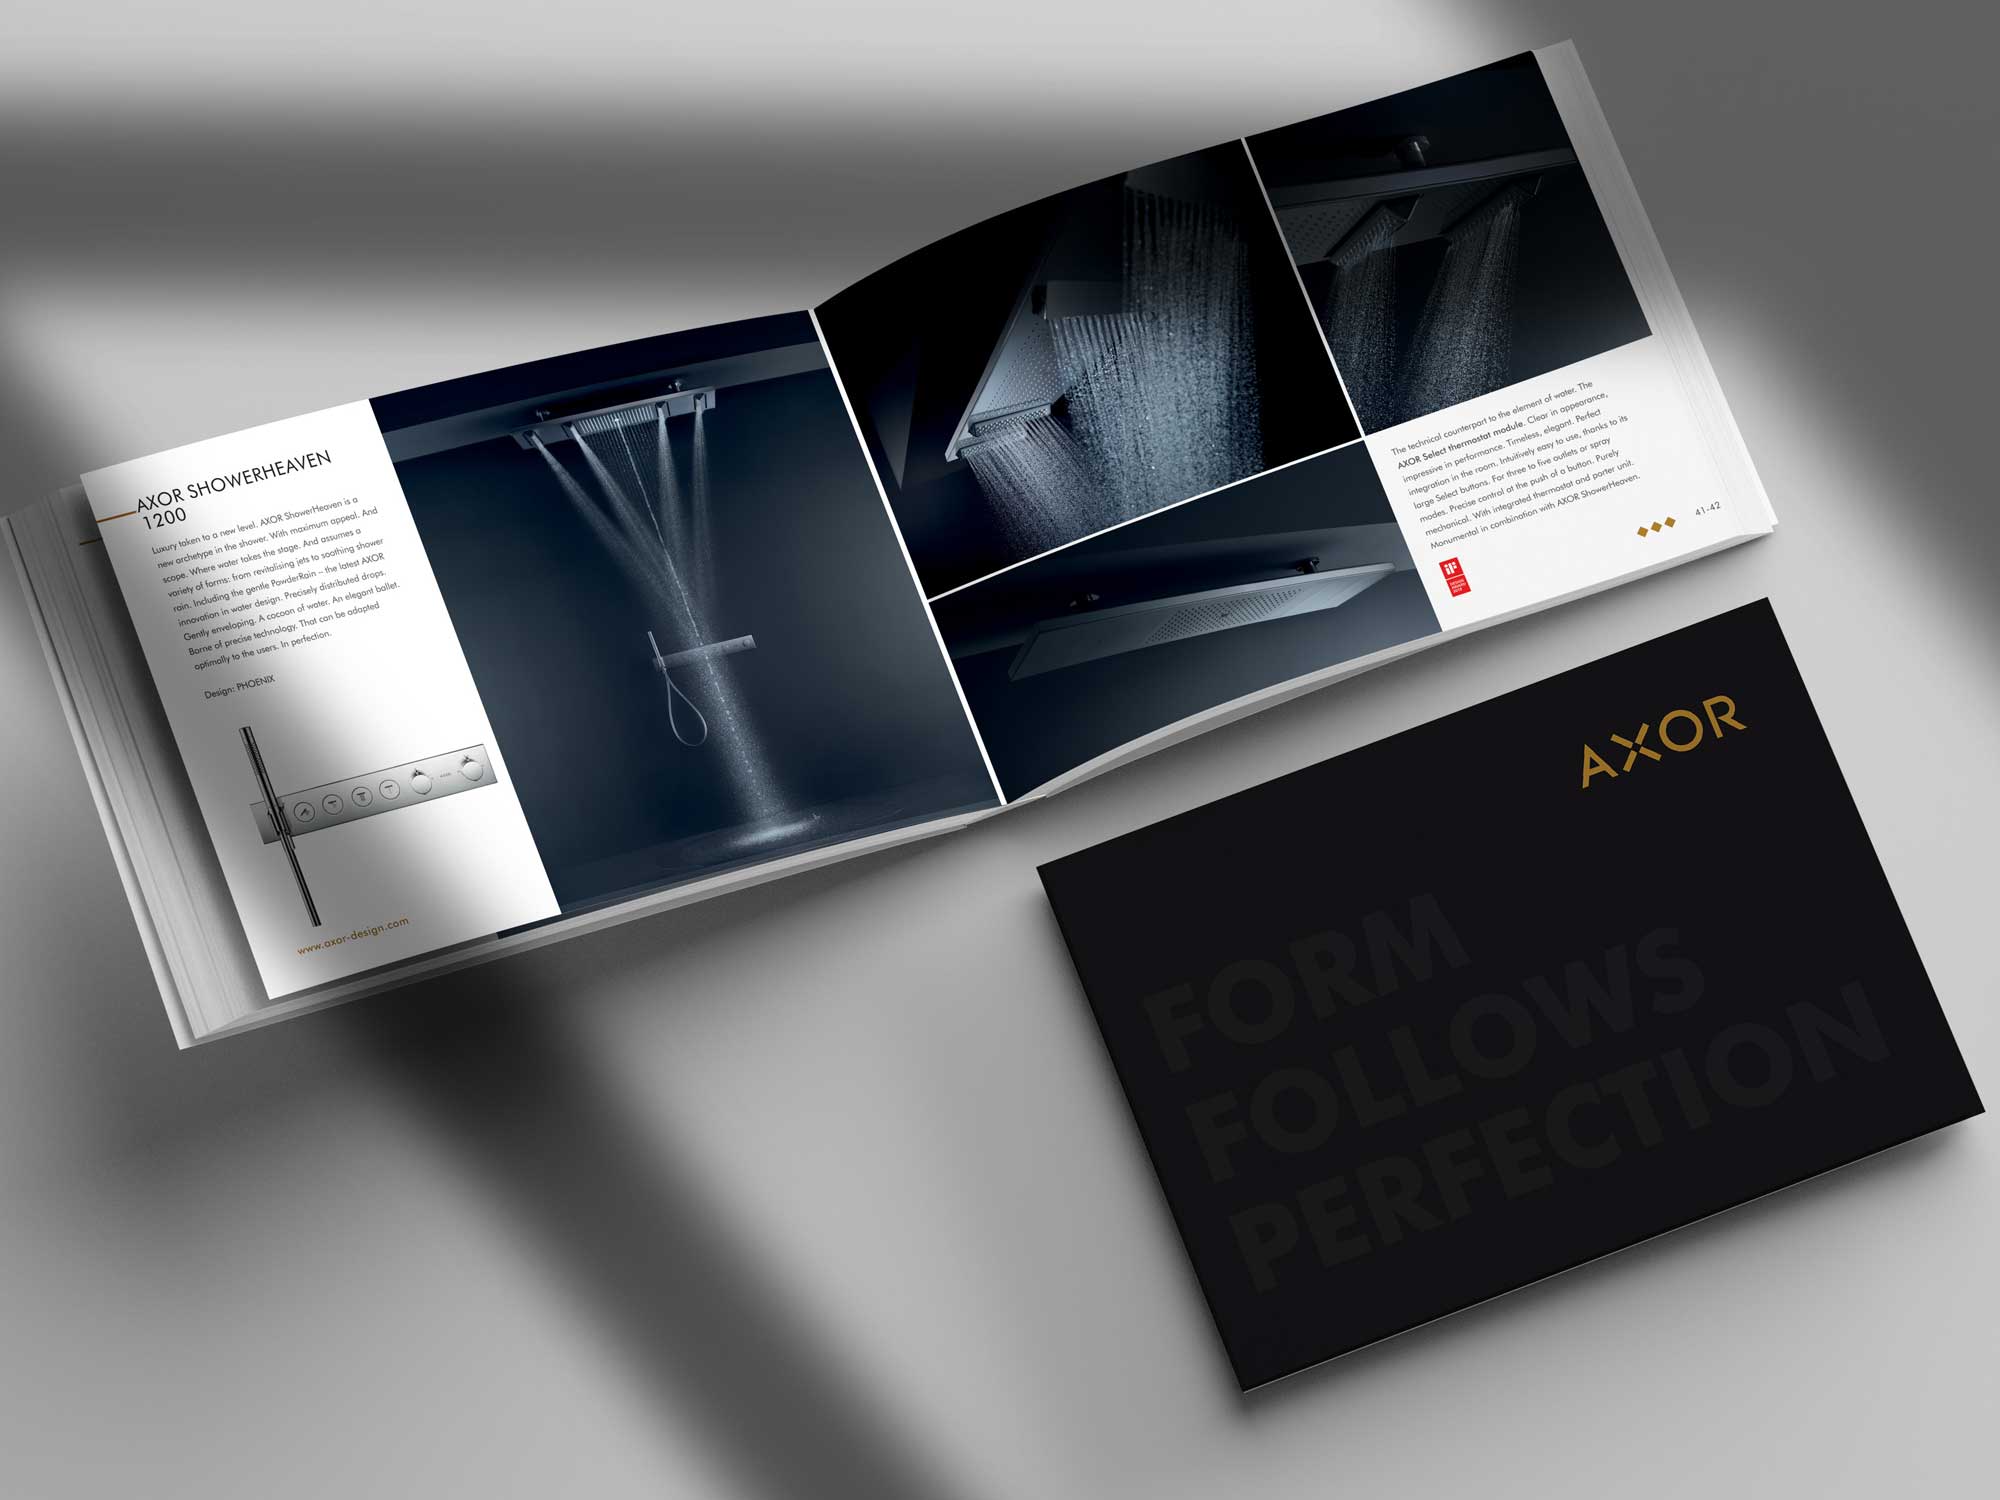 AXOR SHOWERHEAVEN
1200
Luxury taken to a new level. AXOR ShowerHeaven is a
new archetype in the shower. With maximum appeal. And
scope. Where water takes the stage. And assumes a
variety of forms: from revitalising jets to soothing shower
rain. Including the gentle PowderRain – the latest AXOR
innovation in water design. Precisely distributed drops.
Gently enveloping. A cocoon of water. An elegant ballet.
Borne of precise technology. That can be adapted
optimally to the users. In perfection.
Design: PHOENIX
www.axor-design.com
The technical counterpart to the element of water. The
AXOR Select thermostat module. Clear in appearance,
impressive in performance. Timeless, elegant. Perfect
integration in the room. Intuitively easy to use, thanks to its
large Select buttons. For three to five outlets or spray
modes. Precise control at the push of a button. Purely
mechanical. With integrated thermostat and porter unit.
Monumental in combination with AXOR ShowerHeaven.
41-42
iF
DESIGN
AWARD
AXOR
FORM
FOLLOWS
PERFECTION